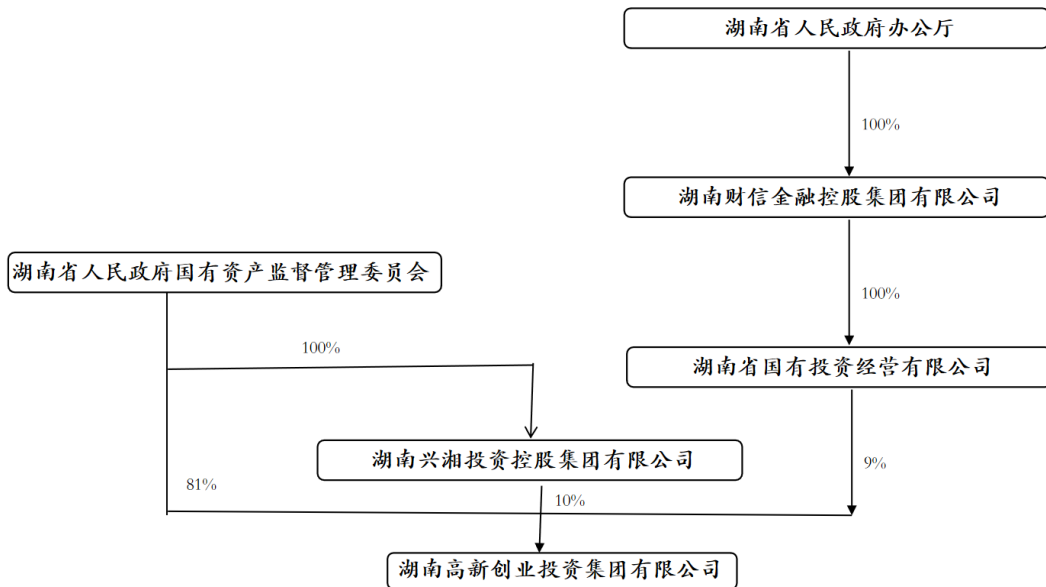 湖南省人民政府办公厅
100%
湖南财信金融控股集团有限公司
湖南省人民政府国有资产监督管理委员会
100%
100%
湖南省国有投资经营有限公司
湖南兴湘投资控股集团有限公司
9%
81%
10%
湖南高新创业投资集团有限公司